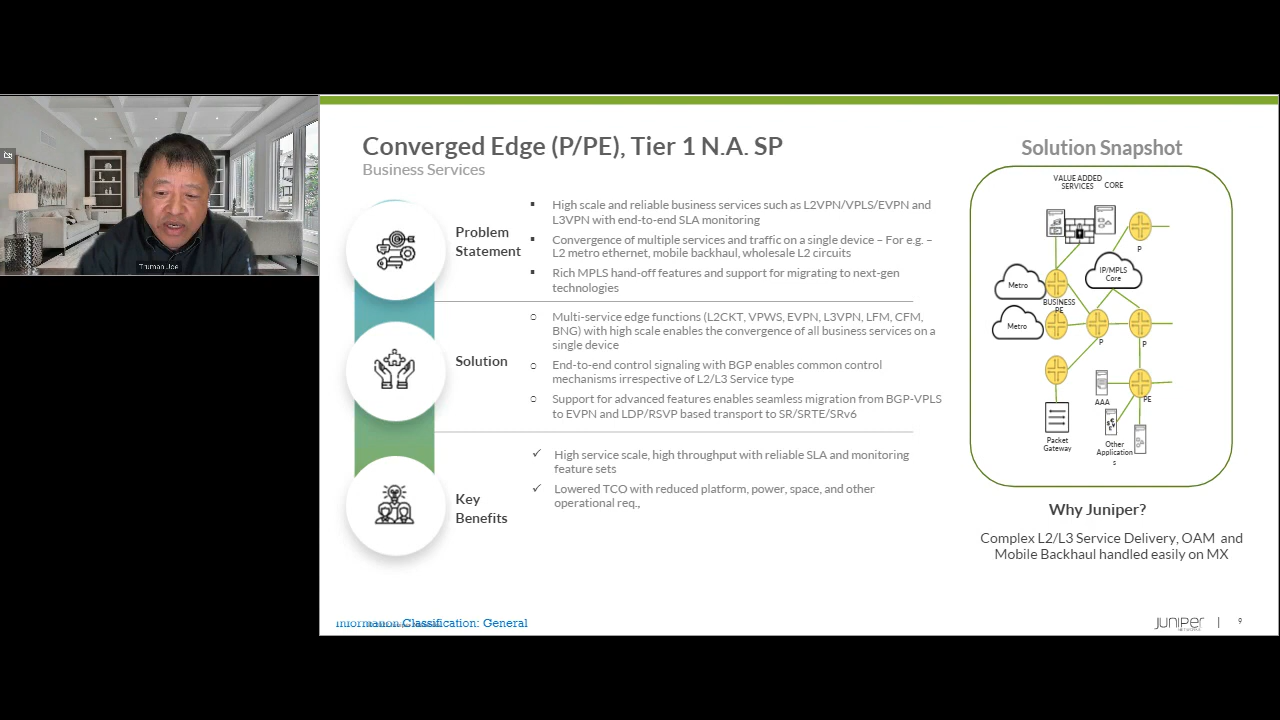 Truman Joe
Converged Edge (P/PE), Tier 1 N.A. SP
Business Services
Problem
Statement
▪ High scale and reliable business services such as L2VPN/VPLS/EVPN and
L3VPN with end-to-end SLA monitoring
▪ Convergence of multiple services and traffic on a single device – For e.g. –
L2 metro ethernet, mobile backhaul, wholesale L2 circuits
▪ Rich MPLS hand-off features and support for migrating to next-gen
technologies
Solution
○ Multi-service edge functions (L2CKT, VPWS, EVPN, L3VPN, LFM, CFM,
BNG) with high scale enables the convergence of all business services on a
single device
○ End-to-end control signaling with BGP enables common control
mechanisms irrespective of L2/L3 Service type
○ Support for advanced features enables seamless migration from BGP-VPLS
to EVPN and LDP/RSVP based transport to SR/SRTE/SRv6
Key
Benefits
✓ High service scale, high throughput with reliable SLA and monitoring
feature sets
✓ Lowered TCO with reduced platform, power, space, and other
operational req.,
Solution Snapshot
VALUE ADDED
SERVICES
CORE
P
IP/MPLS
Core
Metro
BUSINESS
PE
Metro
P
P
AAA
PE
Packet
Gateway
Other
Application
s
Why Juniper?
Complex L2/L3 Service Delivery, OAM and
Mobile Backhaul handled easily on MX
Information Classification: General
JUNIPER
NETWORKS
| 9